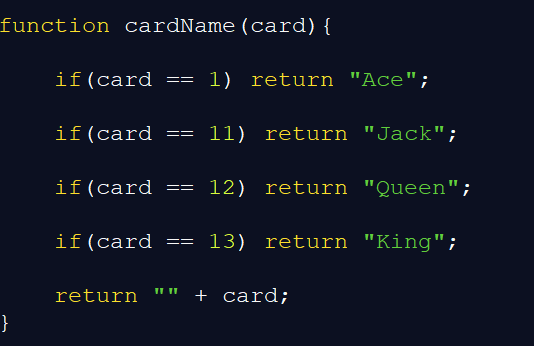 function cardName(card){
if(card == 1) return "Ace";
if(card == 11) return "Jack";
if(card == 12) return "Queen";
if(card == 13) return "King";
return "" + card;
}